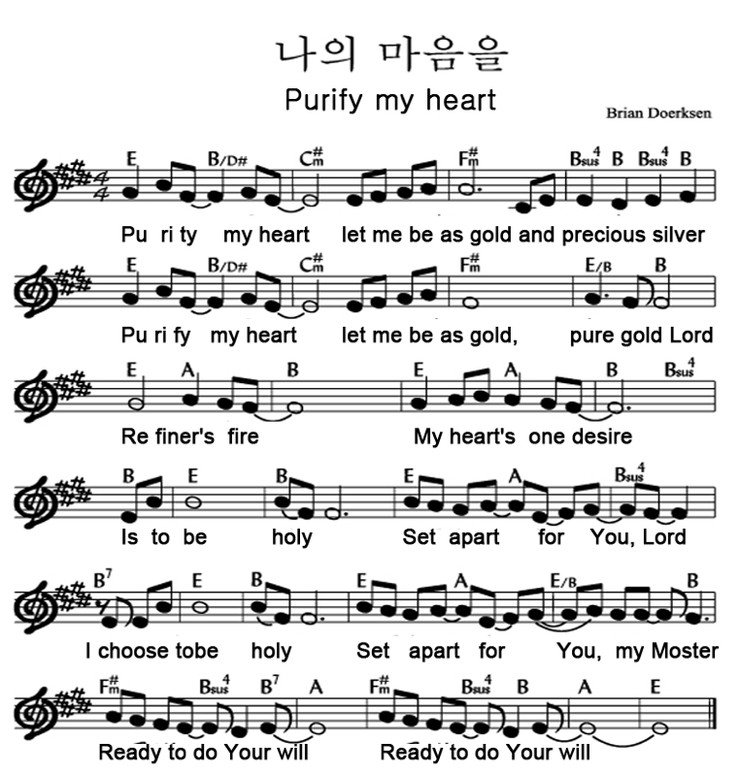 나의 마음을
Purify my heart
Brian Doerksen
E B/D# C#m F#m Bsus4 B Bsus4 B
4/4
Pu ri ty my heart let me be as gold and precious silver
E B/D# C#m F#m E/B B
Pu ri fy my heart let me be as gold, pure gold Lord
E A B E A B Bsus4
Re finer's fire My heart's one desire
B E B E A Bsus4
Is to be holy Set apart for You, Lord
B7 E B E A E/B B
I choose tobe holy Set apart for You, my Moster
F#m Bsus4 B7 A F#m Bsus4 B A E
Ready to do Your will Ready to do Your will